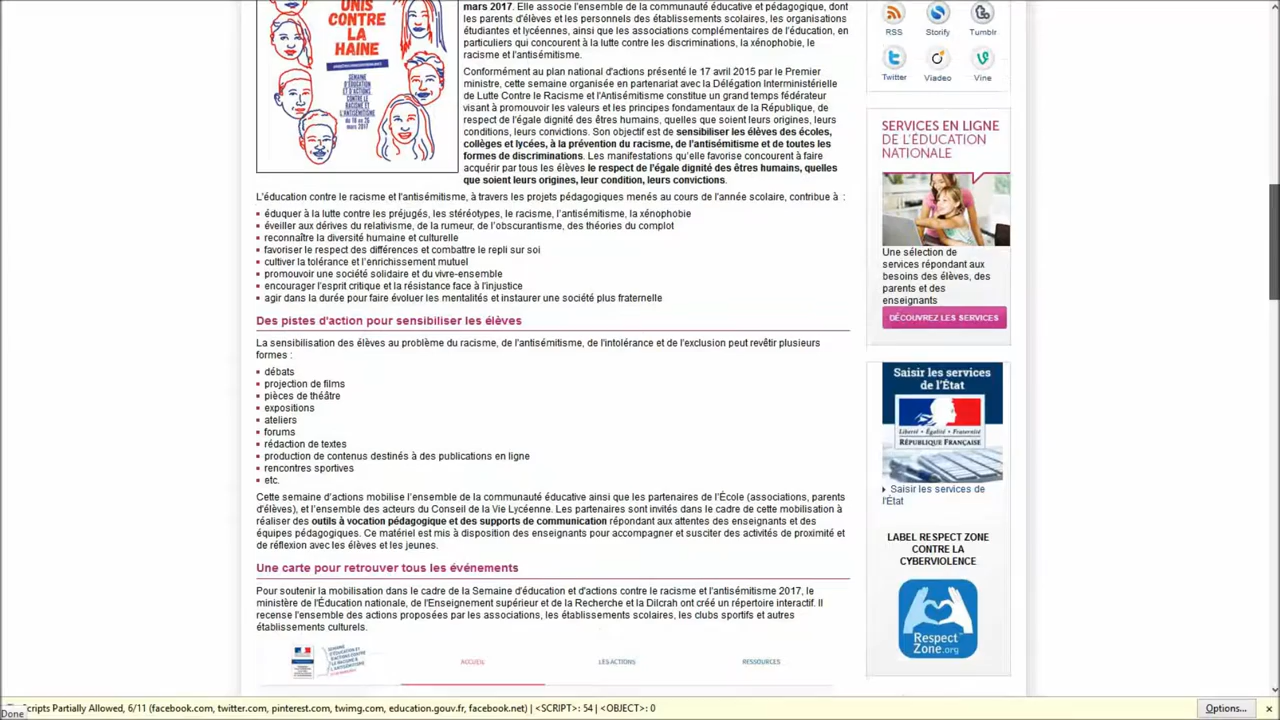 UNIS
CONTRE
LA
HAINE
SEMAINE
D'ÉDUCATION
ET D'ACTIONS
CONTRE
LE RACISME
ET
L'ANTISÉMITISME
mars 2017
mars 2017. Elle associe l'ensemble de la communauté éducative et pédagogique, dont
les parents d'élèves et les personnels des établissements scolaires, les organisations
étudiantes et lycéennes, ainsi que les associations complémentaires de l'éducation, en
particuliers qui concourent à la lutte contre les discriminations, la xénophobie, le
racisme et l'antisémitisme.
Conformément au plan national d'actions présenté le 17 avril 2015 par le Premier
ministre, cette semaine organisée en partenariat avec la Délégation Interministérielle
de Lutte Contre le Racisme et l'Antisémitisme constitue un grand temps fédérateur
visant à promouvoir les valeurs et les principes fondamentaux de la République, de
respect de l'égale dignité des êtres humains, quelles que soient leurs origines, leurs
conditions, leurs convictions. Son objectif est de sensibiliser les élèves des écoles,
collèges et lycées, à la prévention du racisme, de l'antisémitisme et de toutes les
formes de discriminations. Les manifestations qu'elle favorise concourent à faire
acquérir par tous les élèves le respect de l'égale dignité des êtres humains, quelles
que soient leurs origines, leur condition, leurs convictions.
L'éducation contre le racisme et l'antisémitisme, à travers les projets pédagogiques menés au cours de l'année scolaire, contribue à :
éduquer à la lutte contre les préjugés, les stéréotypes, le racisme, l'antisémitisme, la xénophobie
éveiller aux dérives du relativisme, de la rumeur, de l'obscurantisme, des théories du complot
reconnaître la diversité humaine et culturelle
favoriser le respect des différences et combattre le repli sur soi
cultiver la tolérance et l'enrichissement mutuel
promouvoir une société solidaire et du vivre-ensemble
encourager l'esprit critique et la résistance face à l'injustice
agir dans la durée pour faire évoluer les mentalités et instaurer une société plus fraternelle
Des pistes d'action pour sensibiliser les élèves
La sensibilisation des élèves au problème du racisme, de l'antisémitisme, de l'intolérance et de l'exclusion peut revêtir plusieurs
formes :
débats
projection de films
pièces de théâtre
expositions
ateliers
forums
rédaction de textes
production de contenus destinés à des publications en ligne
rencontres sportives
etc.
Cette semaine d'actions mobilise l'ensemble de la communauté éducative ainsi que les partenaires de l'École (associations, parents
d'élèves), et l'ensemble des acteurs du Conseil de la Vie Lycéenne. Les partenaires sont invités dans le cadre de cette mobilisation à
réaliser des outils à vocation pédagogique et des supports de communication répondant aux attentes des enseignants et des
équipes pédagogiques. Ce matériel est mis à disposition des enseignants pour accompagner et susciter des activités de proximité et
de réflexion avec les élèves et les jeunes.
Une carte pour retrouver tous les événements
Pour soutenir la mobilisation dans le cadre de la Semaine d'éducation et d'actions contre le racisme et l'antisémitisme 2017, le
ministère de l'Éducation nationale, de l'Enseignement supérieur et de la Recherche et la Dilcrah ont créé un répertoire interactif. Il
recense l'ensemble des actions proposées par les associations, les établissements scolaires, les clubs sportifs et autres
établissements culturels.
ACCUEIL
LES ACTIONS
RESSOURCES
RSS
Storify
Tumblr
Twitter
Viadeo
Vine
SERVICES EN LIGNE
DE L'ÉDUCATION
NATIONALE
Une sélection de
services répondant aux
besoins des élèves, des
parents et des
enseignants
DÉCOUVREZ LES SERVICES
Saisir les services
de l'État
Liberté • Égalité • Fraternité
RÉPUBLIQUE FRANÇAISE
Saisir les services de
l'État
LABEL RESPECT ZONE
CONTRE LA
CYBERVIOLENCE
Respect
Zone.org
cripts Partially Allowed, 6/11 (facebook.com, twitter.com, pinterest.com, twimg.com, education.gouv.fr, facebook.net) | <SCRIPT>: 54 | <OBJECT>: 0
Options...
Done